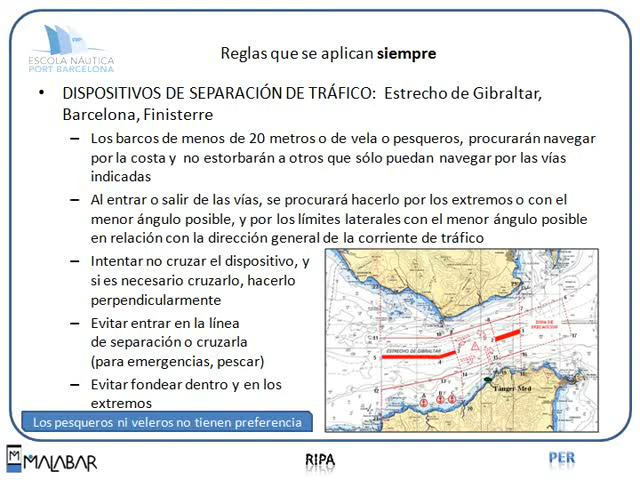 ESCOLA NÀUTICA
PORT BARCELONA
Reglas que se aplican siempre
• DISPOSITIVOS DE SEPARACIÓN DE TRÁFICO: Estrecho de Gibraltar,
Barcelona, Finisterre
– Los barcos de menos de 20 metros o de vela o pesqueros, procurarán navegar
por la costa y no estorbarán a otros que sólo puedan navegar por las vías
indicadas
– Al entrar o salir de las vías, se procurará hacerlo por los extremos o con el
menor ángulo posible, y por los límites laterales con el menor ángulo posible
en relación con la dirección general de la corriente de tráfico
– Intentar no cruzar el dispositivo, y
si es necesario cruzarlo, hacerlo
perpendicularmente
– Evitar entrar en la línea
de separación o cruzarla
(para emergencias, pescar)
– Evitar fondear dentro y en los
extremos
ZONA DE
PRECAUCION
ESTRECHO DE GIBRALTAR
Tánger Med
Los pesqueros ni veleros no tienen preferencia
MALABAR
RIPA
PER